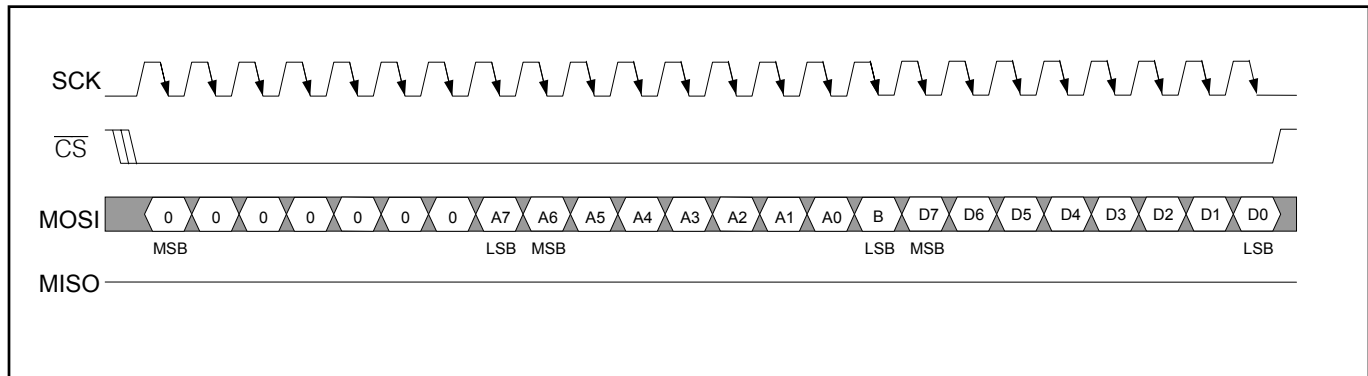 SCK
C̅S̅
MOSI 0 0 0 0 0 0 0 A7 A6 A5 A4 A3 A2 A1 A0 B D7 D6 D5 D4 D3 D2 D1 D0
MSB LSB MSB LSB MSB LSB
MISO